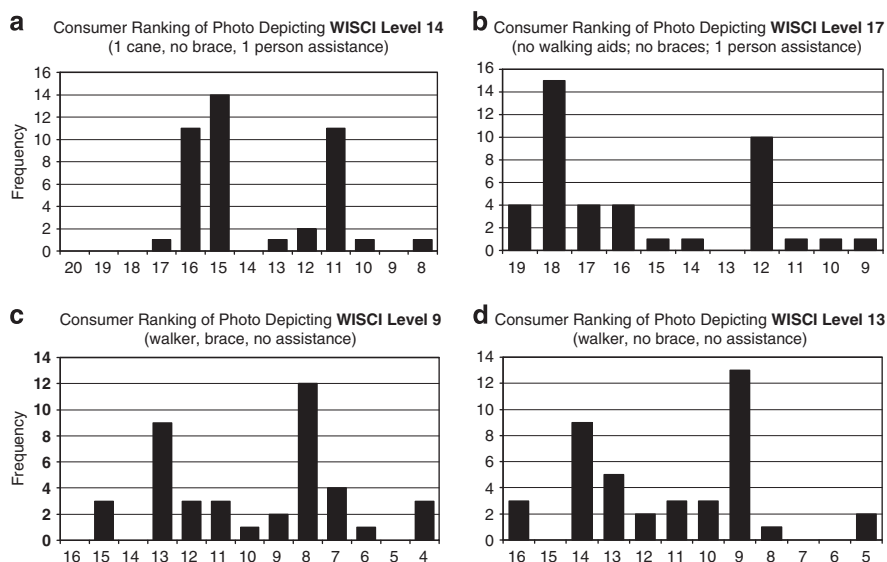 a Consumer Ranking of Photo Depicting WISCI Level 14
(1 cane, no brace, 1 person assistance)
16
14
12
10
8
6
4
2
0
Frequency
20 19 18 17 16 15 14 13 12 11 10 9 8
b Consumer Ranking of Photo Depicting WISCI Level 17
(no walking aids; no braces; 1 person assistance)
16
14
12
10
8
6
4
2
0
19 18 17 16 15 14 13 12 11 10 9
c Consumer Ranking of Photo Depicting WISCI Level 9
(walker, brace, no assistance)
14
12
10
8
6
4
2
0
Frequency
16 15 14 13 12 11 10 9 8 7 6 5 4
d Consumer Ranking of Photo Depicting WISCI Level 13
(walker, no brace, no assistance)
14
12
10
8
6
4
2
0
16 15 14 13 12 11 10 9 8 7 6 5